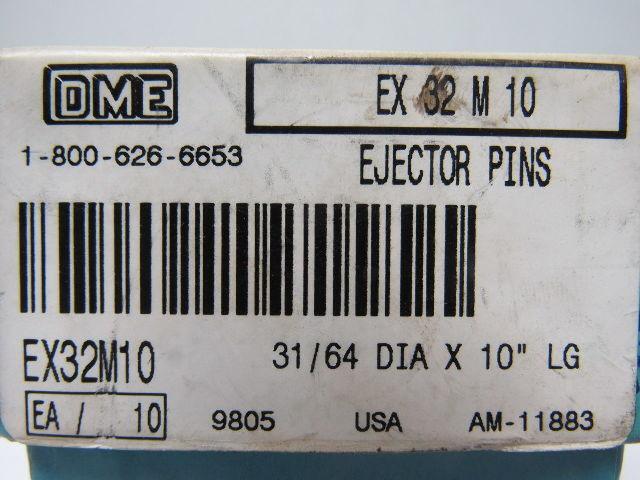 DME
EX 32 M 10
1-800-626-6653
EJECTOR PINS
EX32M10
31/64 DIA X 10" LG
EA / 10
9805 USA AM-11883